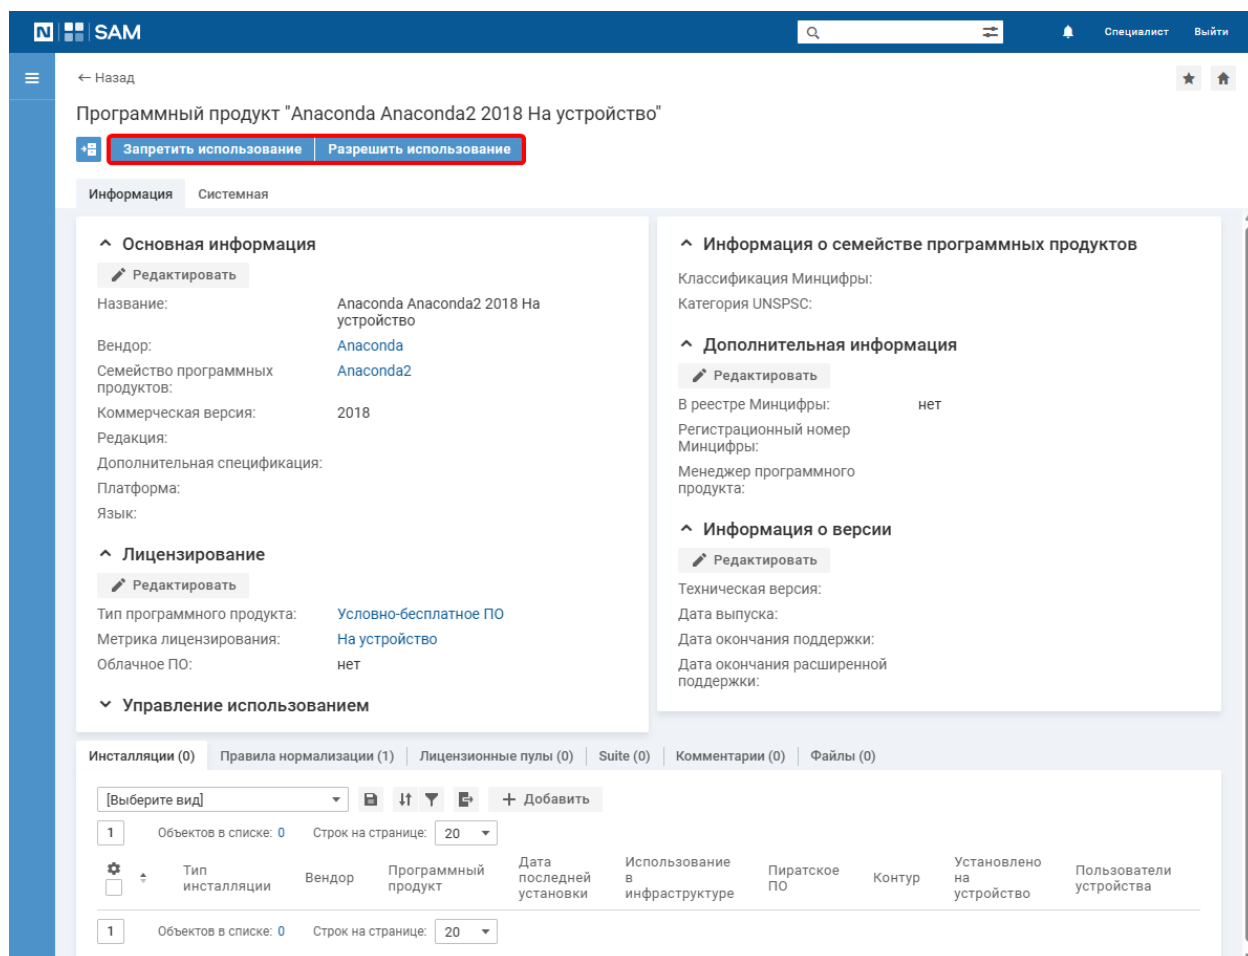 N SAM
Специалист
Выйти
← Назад
Программный продукт "Anaconda Anaconda2 2018 На устройство"
Запретить использование
Разрешить использование
Информация
Системная
Основная информация
Редактировать
Название:
Anaconda Anaconda2 2018 На
устройство
Вендор:
Anaconda
Семейство программных
продуктов:
Anaconda2
Коммерческая версия:
2018
Редакция:
Дополнительная спецификация:
Платформа:
Язык:
Лицензирование
Редактировать
Тип программного продукта:
Условно-бесплатное ПО
Метрика лицензирования:
На устройство
Облачное ПО:
нет
Управление использованием
Информация о семействе программных продуктов
Классификация Минцифры:
Категория UNSPSC:
Дополнительная информация
Редактировать
В реестре Минцифры:
нет
Регистрационный номер
Минцифры:
Менеджер программного
продукта:
Информация о версии
Редактировать
Техническая версия:
Дата выпуска:
Дата окончания поддержки:
Дата окончания расширенной
поддержки:
Инсталляции (0)
Правила нормализации (1)
Лицензионные пулы (0)
Suite (0)
Комментарии (0)
Файлы (0)
[Выберите вид]
+ Добавить
1
Объектов в списке: 0
Строк на странице: 20
Тип
инсталляции
Вендор
Программный
продукт
Дата
последней
установки
Использование
в
инфраструктуре
Пиратское
ПО
Контур
Установлено
на
устройство
Пользователи
устройства
1
Объектов в списке: 0
Строк на странице: 20